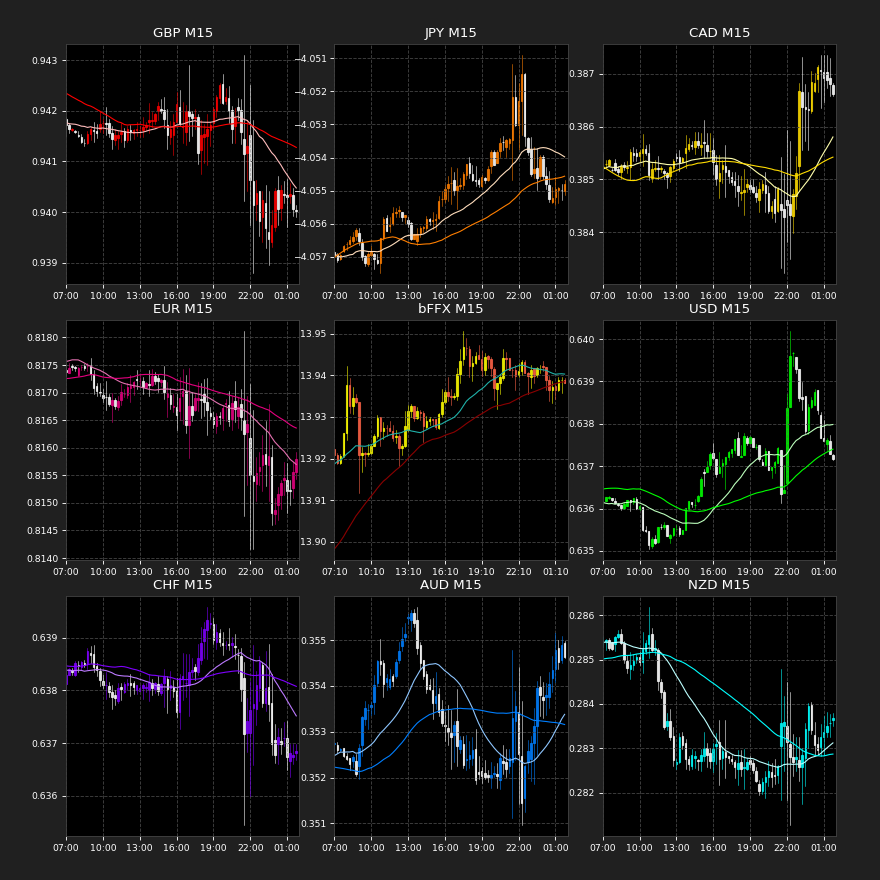 GBP M15
0.943
0.942
0.941
0.940
0.939
07:00 10:00 13:00 16:00 19:00 22:00 01:00
JPY M15
−4.051
−4.052
−4.053
−4.054
−4.055
−4.056
−4.057
07:00 10:00 13:00 16:00 19:00 22:00 01:00
CAD M15
0.387
0.386
0.385
0.384
07:00 10:00 13:00 16:00 19:00 22:00 01:00
EUR M15
0.8180
0.8175
0.8170
0.8165
0.8160
0.8155
0.8150
0.8145
0.8140
07:00 10:00 13:00 16:00 19:00 22:00 01:00
bFFX M15
13.95
13.94
13.93
13.92
13.91
13.90
07:10 10:10 13:10 16:10 19:10 22:10 01:10
USD M15
0.640
0.639
0.638
0.637
0.636
0.635
07:00 10:00 13:00 16:00 19:00 22:00 01:00
CHF M15
0.639
0.638
0.637
0.636
07:00 10:00 13:00 16:00 19:00 22:00 01:00
AUD M15
0.355
0.354
0.353
0.352
0.351
07:00 10:00 13:00 16:00 19:00 22:00 01:00
NZD M15
0.286
0.285
0.284
0.283
0.282
07:00 10:00 13:00 16:00 19:00 22:00 01:00